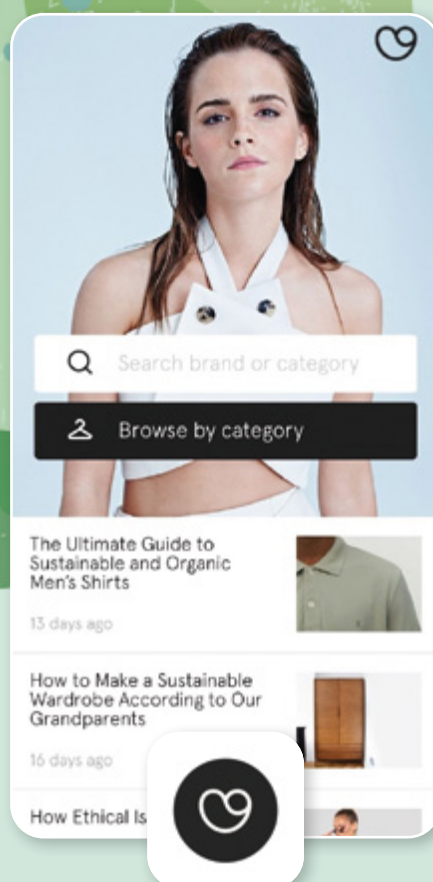 Search brand or category
Browse by category
The Ultimate Guide to
Sustainable and Organic
Men's Shirts
13 days ago
How to Make a Sustainable
Wardrobe According to Our
Grandparents
16 days ago
How Ethical Is